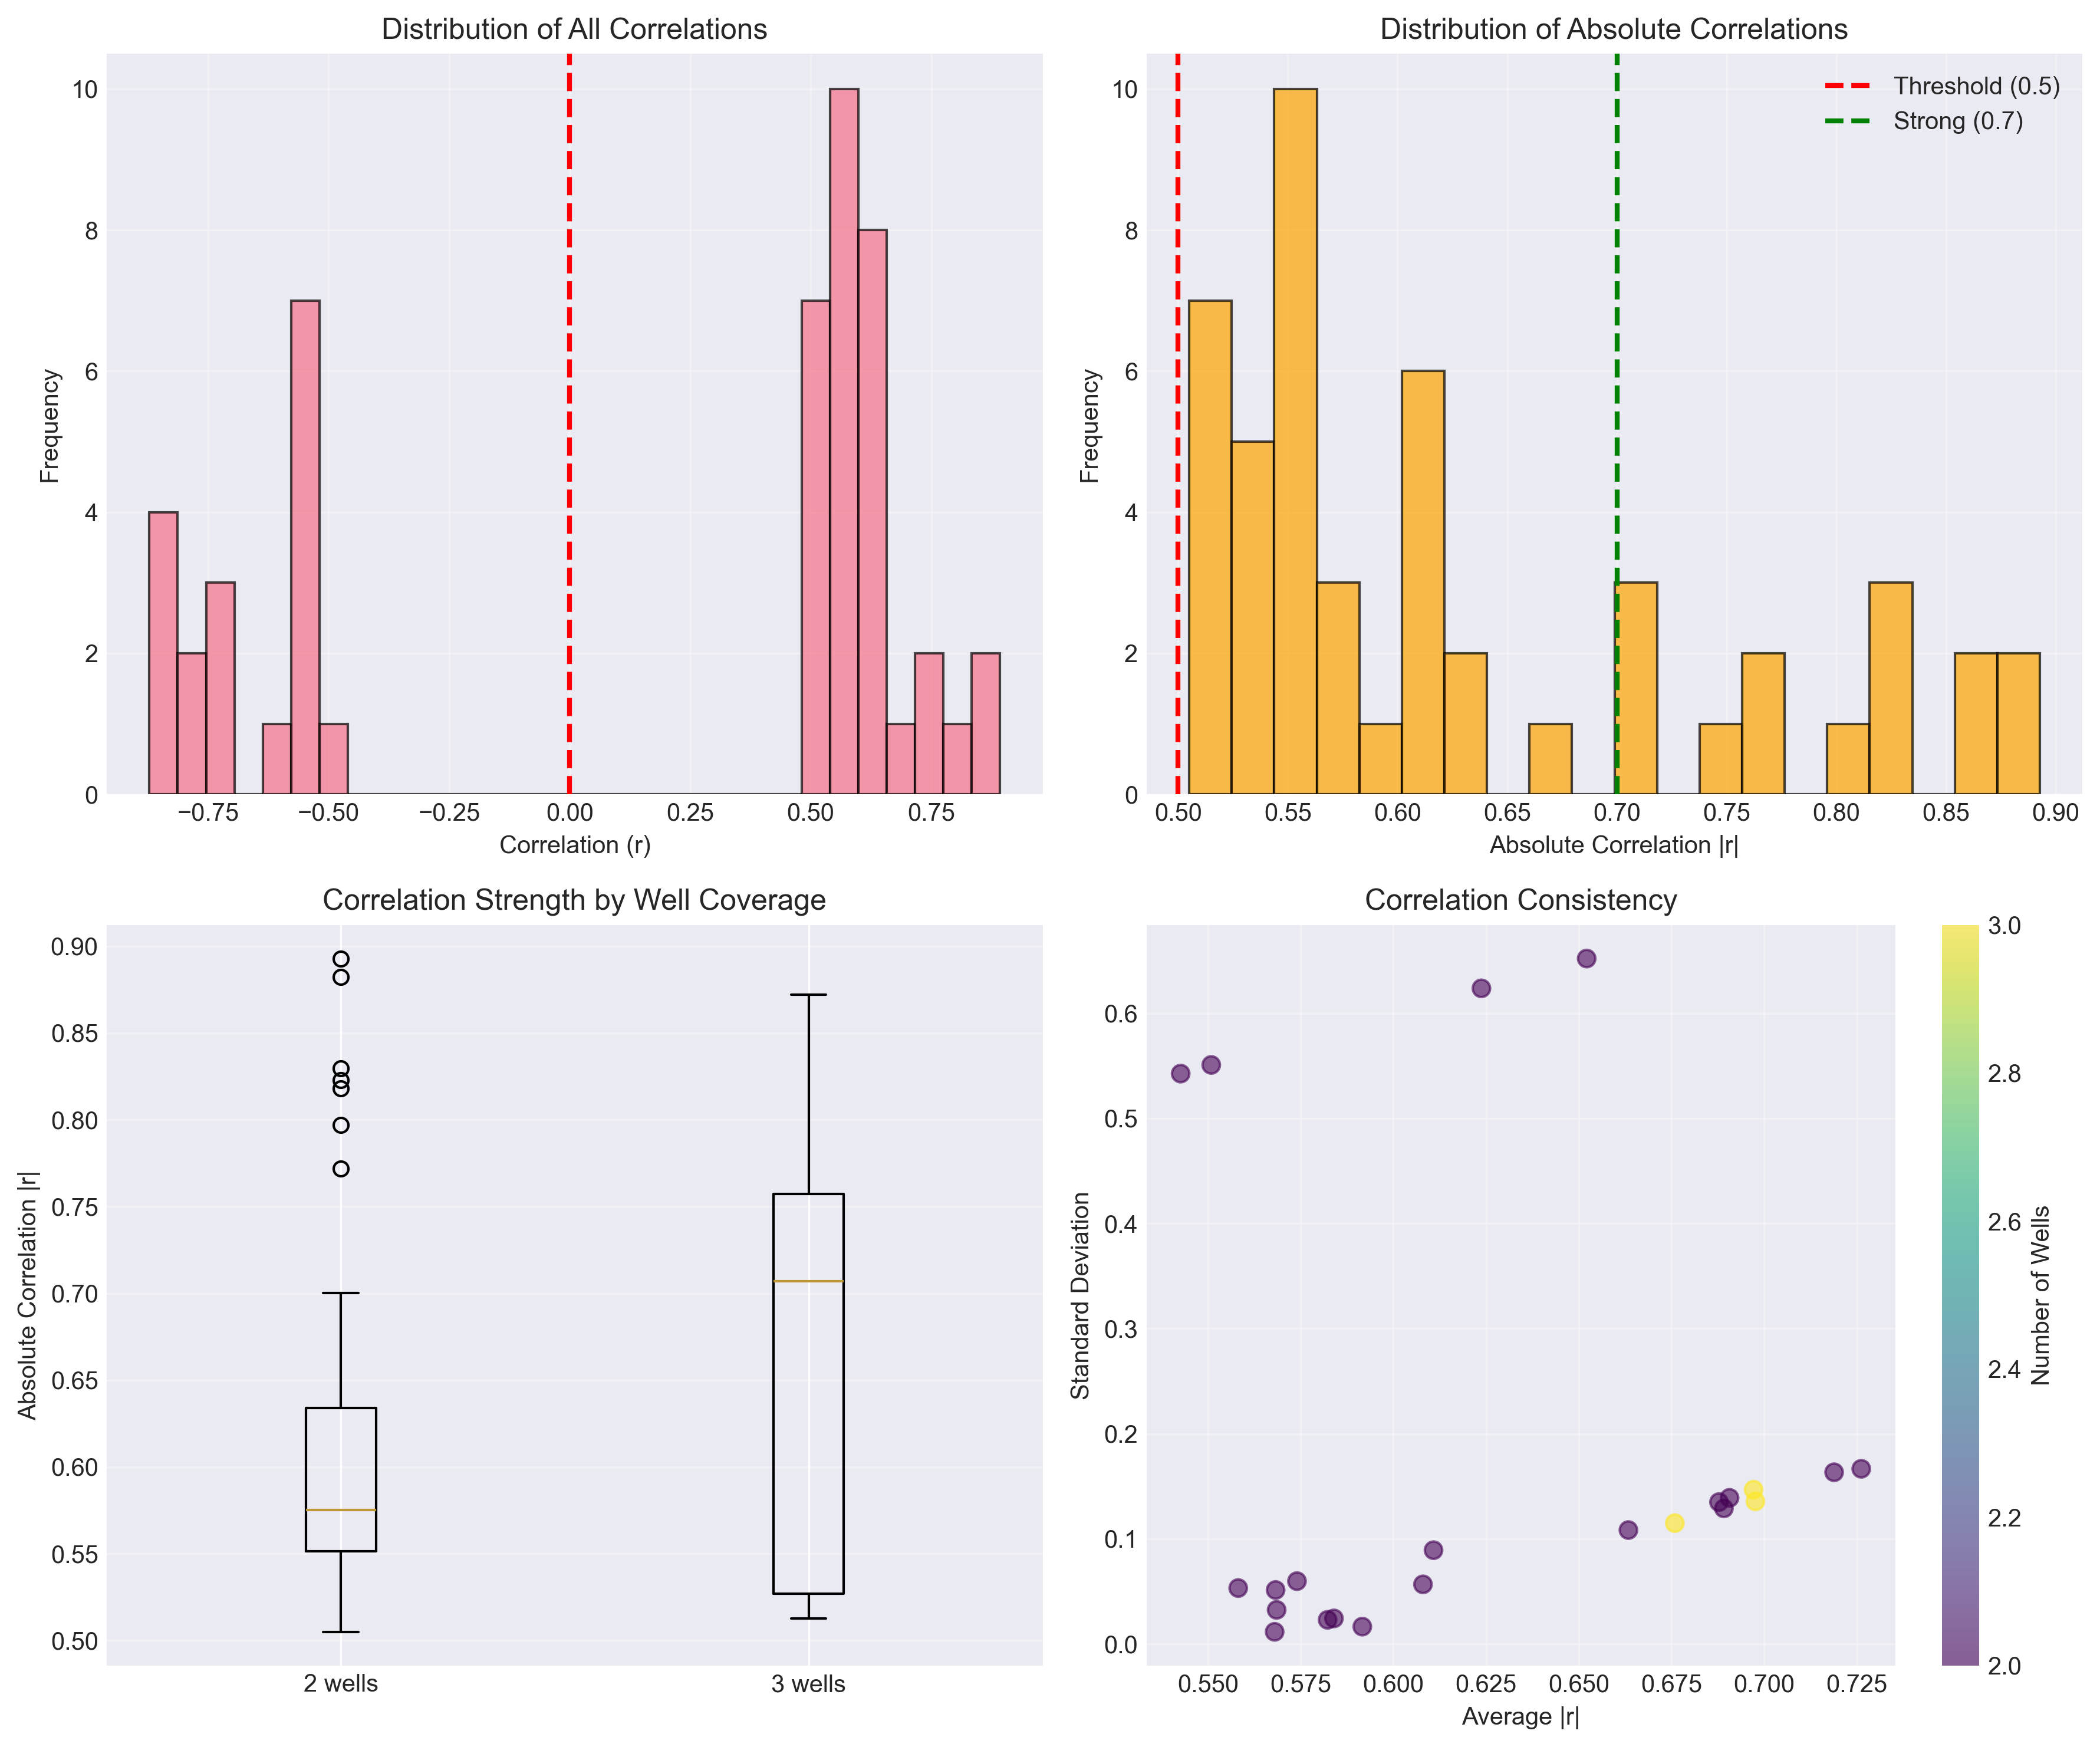 Distribution of All Correlations
Frequency
10
8
6
4
2
0
−0.75 −0.50 −0.25 0.00 0.25 0.50 0.75
Correlation (r)
Distribution of Absolute Correlations
Frequency
10
8
6
4
2
0
Threshold (0.5)
Strong (0.7)
0.50 0.55 0.60 0.65 0.70 0.75 0.80 0.85 0.90
Absolute Correlation |r|
Correlation Strength by Well Coverage
Absolute Correlation |r|
0.90
0.85
0.80
0.75
0.70
0.65
0.60
0.55
0.50
2 wells 3 wells
Correlation Consistency
Standard Deviation
0.6
0.5
0.4
0.3
0.2
0.1
0.0
0.550 0.575 0.600 0.625 0.650 0.675 0.700 0.725
Average |r|
3.0
2.8
2.6
2.4
2.2
2.0
Number of Wells